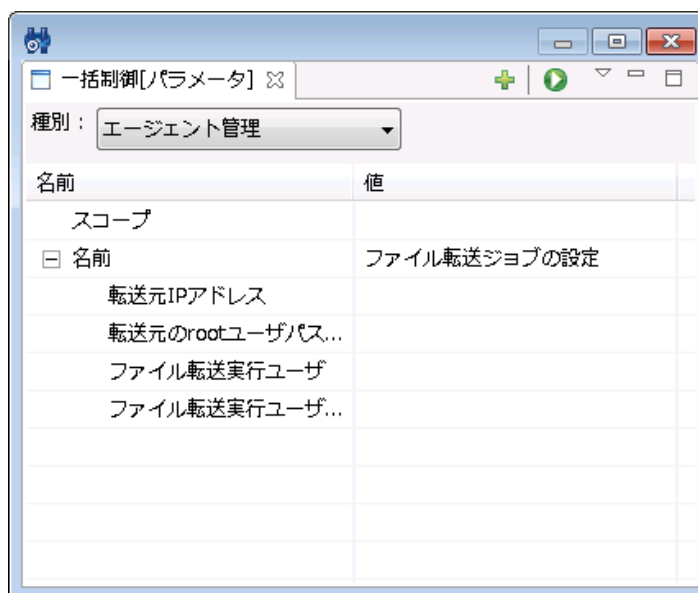 一括制御[パラメータ]
種別：エージェント管理
名前 値
スコープ
名前 ファイル転送ジョブの設定
転送元IPアドレス
転送元のrootユーザパス...
ファイル転送実行ユーザ
ファイル転送実行ユーザ...